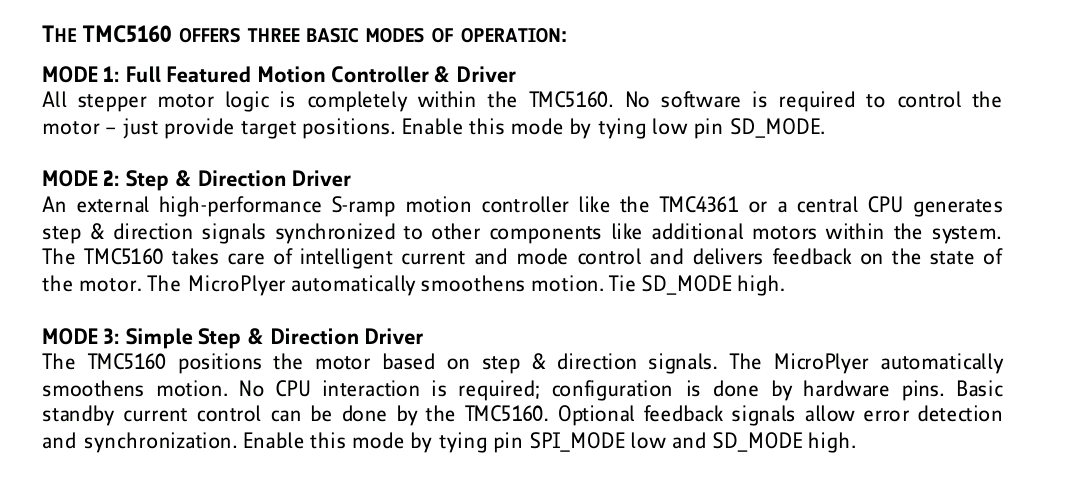 THE TMC5160 OFFERS THREE BASIC MODES OF OPERATION:
MODE 1: Full Featured Motion Controller & Driver
All stepper motor logic is completely within the TMC5160. No software is required to control the
motor – just provide target positions. Enable this mode by tying low pin SD_MODE.
MODE 2: Step & Direction Driver
An external high-performance S-ramp motion controller like the TMC4361 or a central CPU generates
step & direction signals synchronized to other components like additional motors within the system.
The TMC5160 takes care of intelligent current and mode control and delivers feedback on the state of
the motor. The MicroPlyer automatically smoothens motion. Tie SD_MODE high.
MODE 3: Simple Step & Direction Driver
The TMC5160 positions the motor based on step & direction signals. The MicroPlyer automatically
smoothens motion. No CPU interaction is required; configuration is done by hardware pins. Basic
standby current control can be done by the TMC5160. Optional feedback signals allow error detection
and synchronization. Enable this mode by tying pin SPI_MODE low and SD_MODE high.